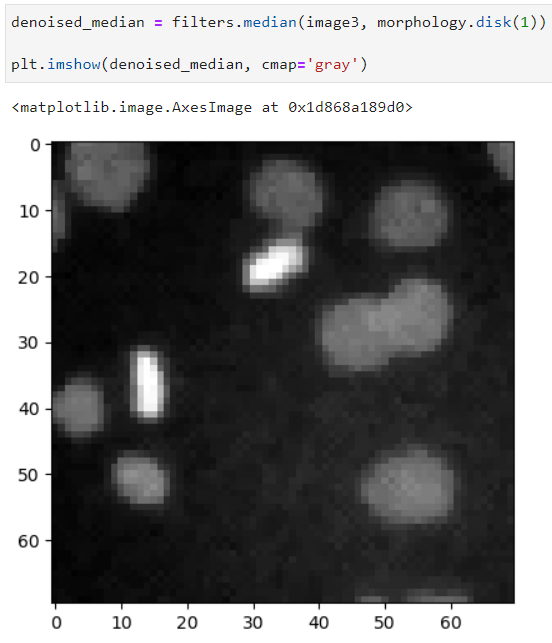 denoised_median = filters.median(image3, morphology.disk(1))
plt.imshow(denoised_median, cmap='gray')
<matplotlib.image.AxesImage at 0x1d868a189d0>
0
10
20
30
40
50
60
0 10 20 30 40 50 60